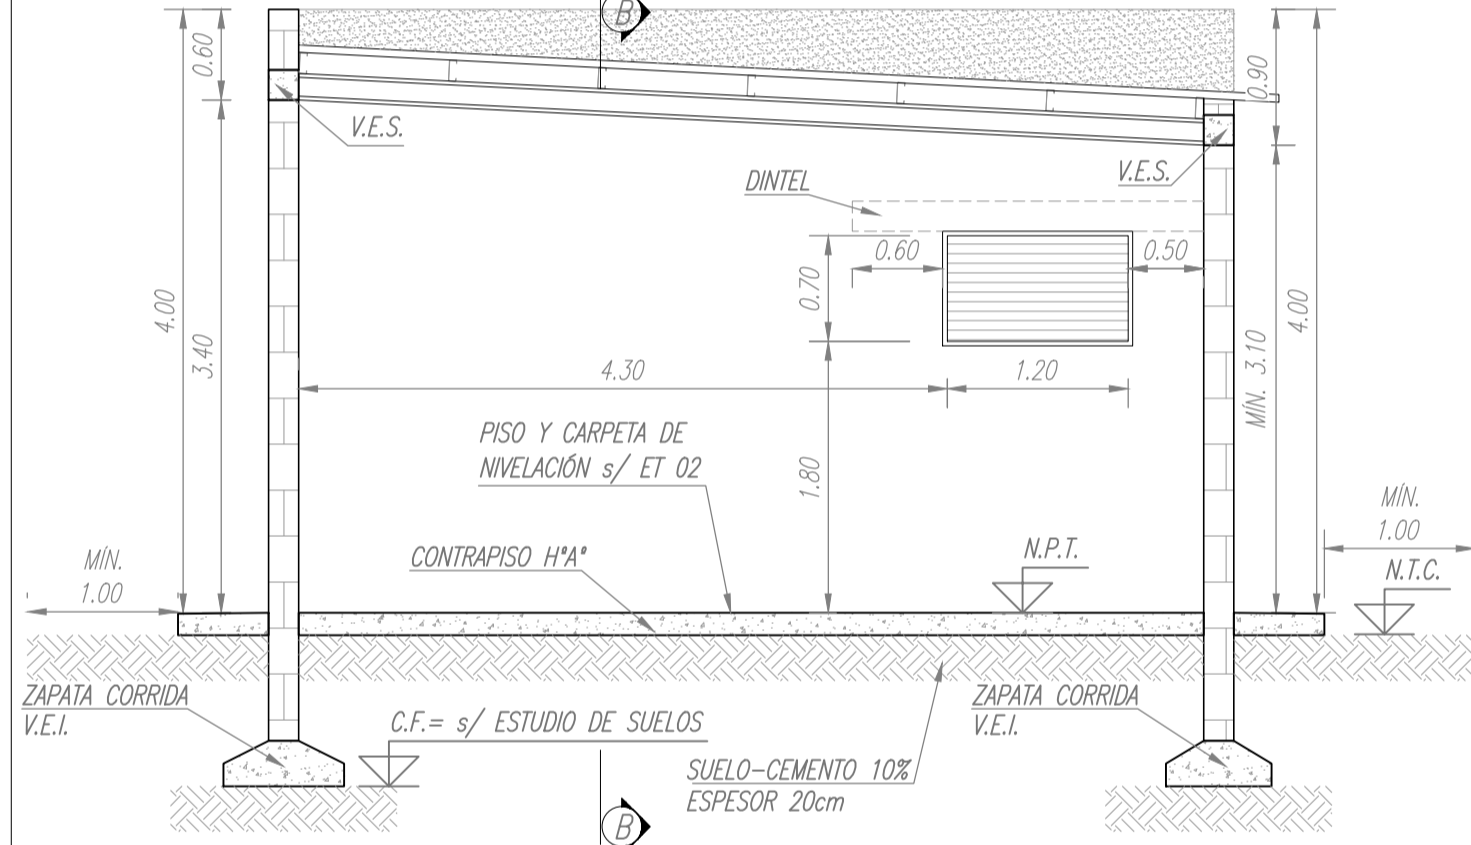 B
0.60
0.90
V.E.S.
V.E.S.
DINTEL
0.60
0.50
0.70
4.00
3.40
4.00
MÍN. 3.10
4.30
1.20
PISO Y CARPETA DE
NIVELACIÓN s/ ET 02
1.80
MÍN.
1.00
CONTRAPISO HºAº
N.P.T.
N.T.C.
MÍN.
1.00
ZAPATA CORRIDA
V.E.I.
C.F.= s/ ESTUDIO DE SUELOS
ZAPATA CORRIDA
V.E.I.
SUELO-CEMENTO 10%
ESPESOR 20cm
B